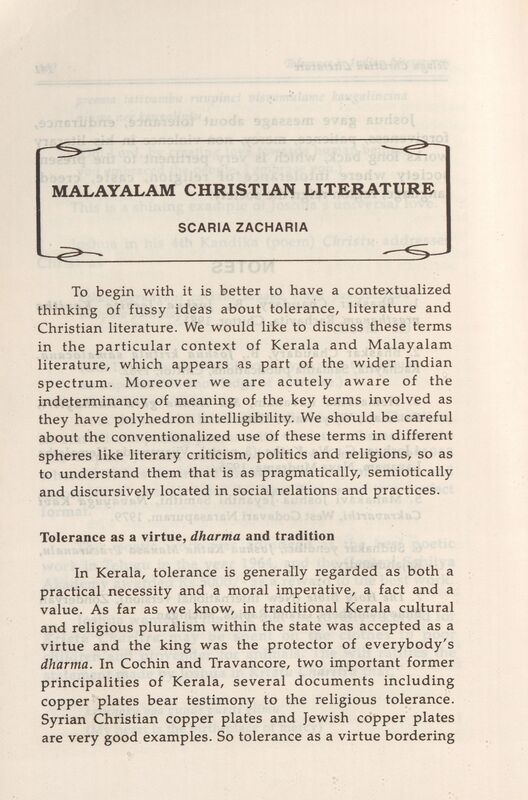 MALAYALAM CHRISTIAN LITERATURE
SCARIA ZACHARIA
To begin with it is better to have a contextualized
thinking of fussy ideas about tolerance, literature and
Christian literature. We would like to discuss these terms
in the particular context of Kerala and Malayalam
literature, which appears as part of the wider Indian
spectrum. Moreover we are acutely aware of the
indeterminancy of meaning of the key terms involved as
they have polyhedron intelligibility. We should be careful
about the conventionalized use of these terms in different
spheres like literary criticism, politics and religions, so as
to understand them that is as pragmatically, semiotically
and discursively located in social relations and practices.
Tolerance as a virtue, dharma and tradition
In Kerala, tolerance is generally regarded as both a
practical necessity and a moral imperative, a fact and a
value. As far as we know, in traditional Kerala cultural
and religious pluralism within the state was accepted as a
virtue and the king was the protector of everybody's
dharma. In Cochin and Travancore, two important former
principalities of Kerala, several documents including
copper plates bear testimony to the religious tolerance.
Syrian Christian copper plates and Jewish copper plates
are very good examples. So tolerance as a virtue bordering